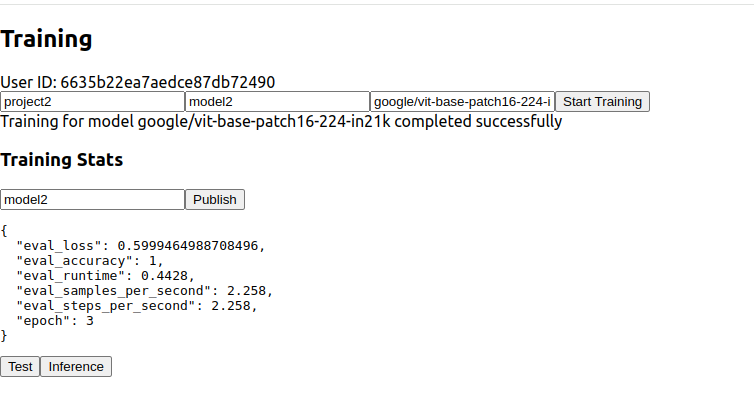 Training
User ID: 6635b22ea7aedce87db72490
project2 model2 google/vit-base-patch16-224-i Start Training
Training for model google/vit-base-patch16-224-in21k completed successfully
Training Stats
model2 Publish
{
  "eval_loss": 0.5999464988708496,
  "eval_accuracy": 1,
  "eval_runtime": 0.4428,
  "eval_samples_per_second": 2.258,
  "eval_steps_per_second": 2.258,
  "epoch": 3
}
Test Inference